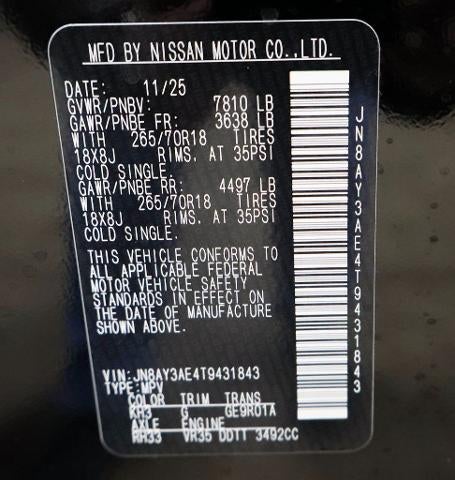 MFD BY NISSAN MOTOR CO.,LTD.
DATE: 11/25
GVWR/PNBV: 7810 LB
GAWR/PNBE FR: 3638 LB
WITH 265/70R18 TIRES
18X8J RIMS. AT 35PSI
COLD SINGLE.
GAWR/PNBE RR: 4497 LB
WITH 265/70R18 TIRES
18X8J RIMS. AT 35PSI
COLD SINGLE.
THIS VEHICLE CONFORMS TO
ALL APPLICABLE FEDERAL
MOTOR VEHICLE SAFETY
STANDARDS IN EFFECT ON
THE DATE OF MANUFACTURE
SHOWN ABOVE.
VIN: JN8AY3AE4T9431843
TYPE: MPV
COLOR TRIM TRANS
KH3 G GE9R01A
AXLE ENGINE
RH33 VR35 DDTT 3492CC
JN8AY3AE4T9431843